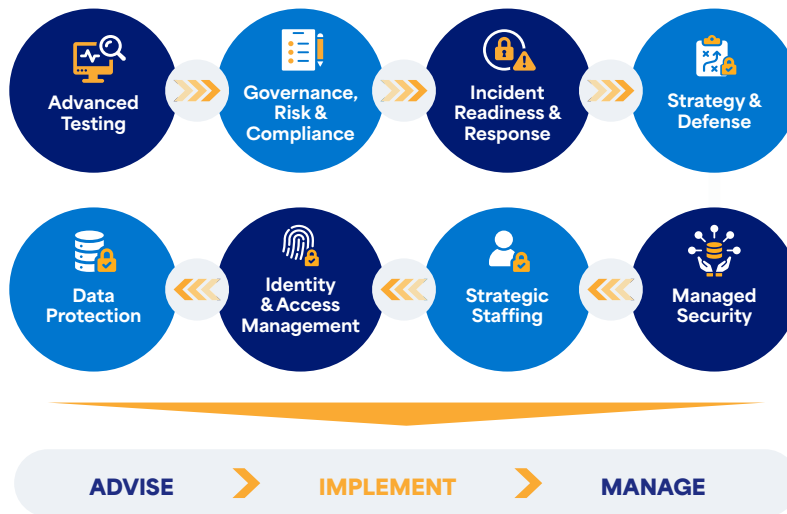 Advanced
Testing
Governance,
Risk &
Compliance
Incident
Readiness &
Response
Strategy &
Defense
Data
Protection
Identity
& Access
Management
Strategic
Staffing
Managed
Security
ADVISE
IMPLEMENT
MANAGE